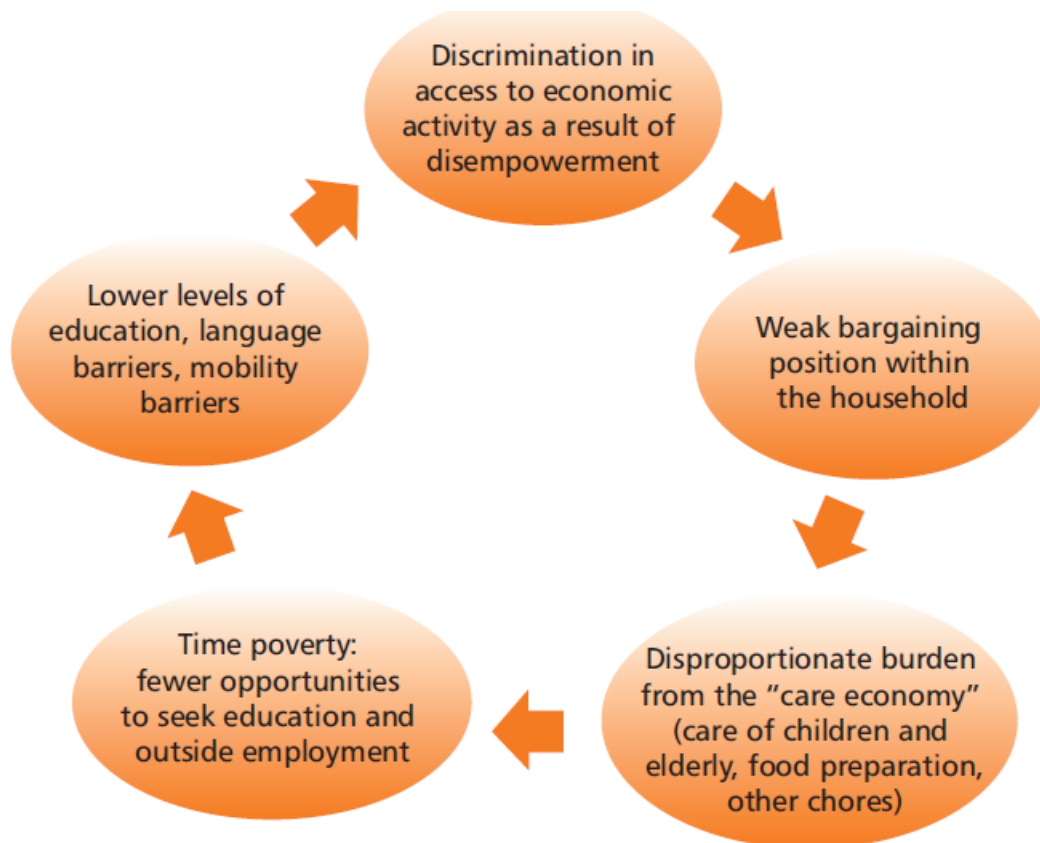 Discrimination in
access to economic
activity as a result of
disempowerment
Weak bargaining
position within
the household
Disproportionate burden
from the “care economy”
(care of children and
elderly, food preparation,
other chores)
Time poverty:
fewer opportunities
to seek education and
outside employment
Lower levels of
education, language
barriers, mobility
barriers